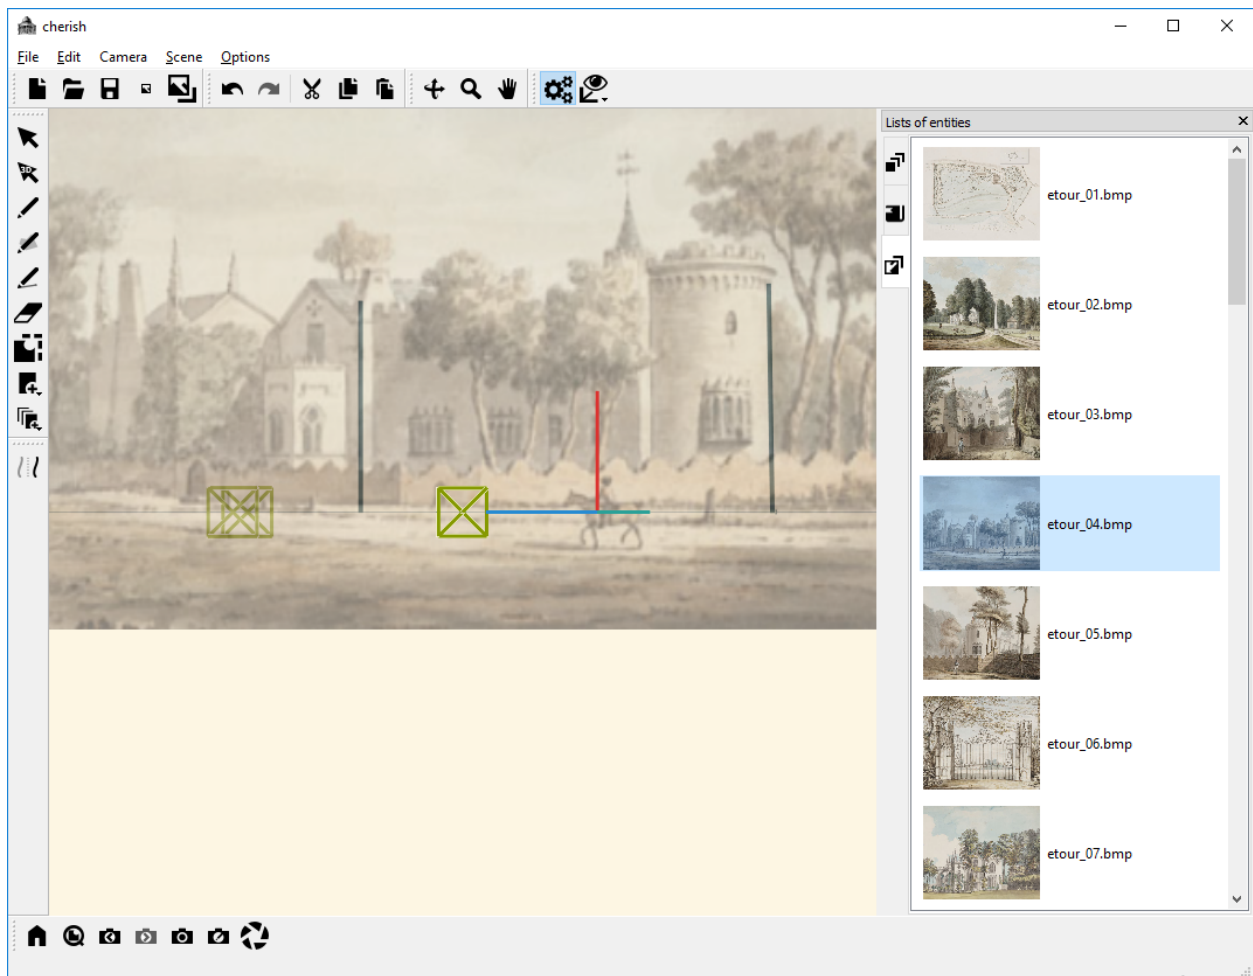 cherish
File Edit Camera Scene Options
Lists of entities
3D
etour_01.bmp
etour_02.bmp
etour_03.bmp
etour_04.bmp
etour_05.bmp
etour_06.bmp
etour_07.bmp